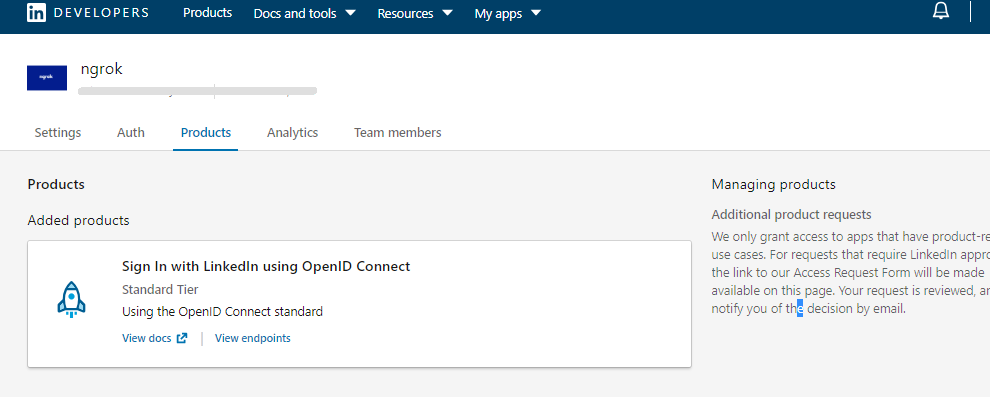 in DEVELOPERS Products Docs and tools Resources My apps
ngrok
ngrok
Settings Auth Products Analytics Team members
Products
Added products
Sign In with LinkedIn using OpenID Connect
Standard Tier
Using the OpenID Connect standard
View docs View endpoints
Managing products
Additional product requests
We only grant access to apps that have product-re
use cases. For requests that require LinkedIn appro
the link to our Access Request Form will be made
available on this page. Your request is reviewed, an
notify you of the decision by email.